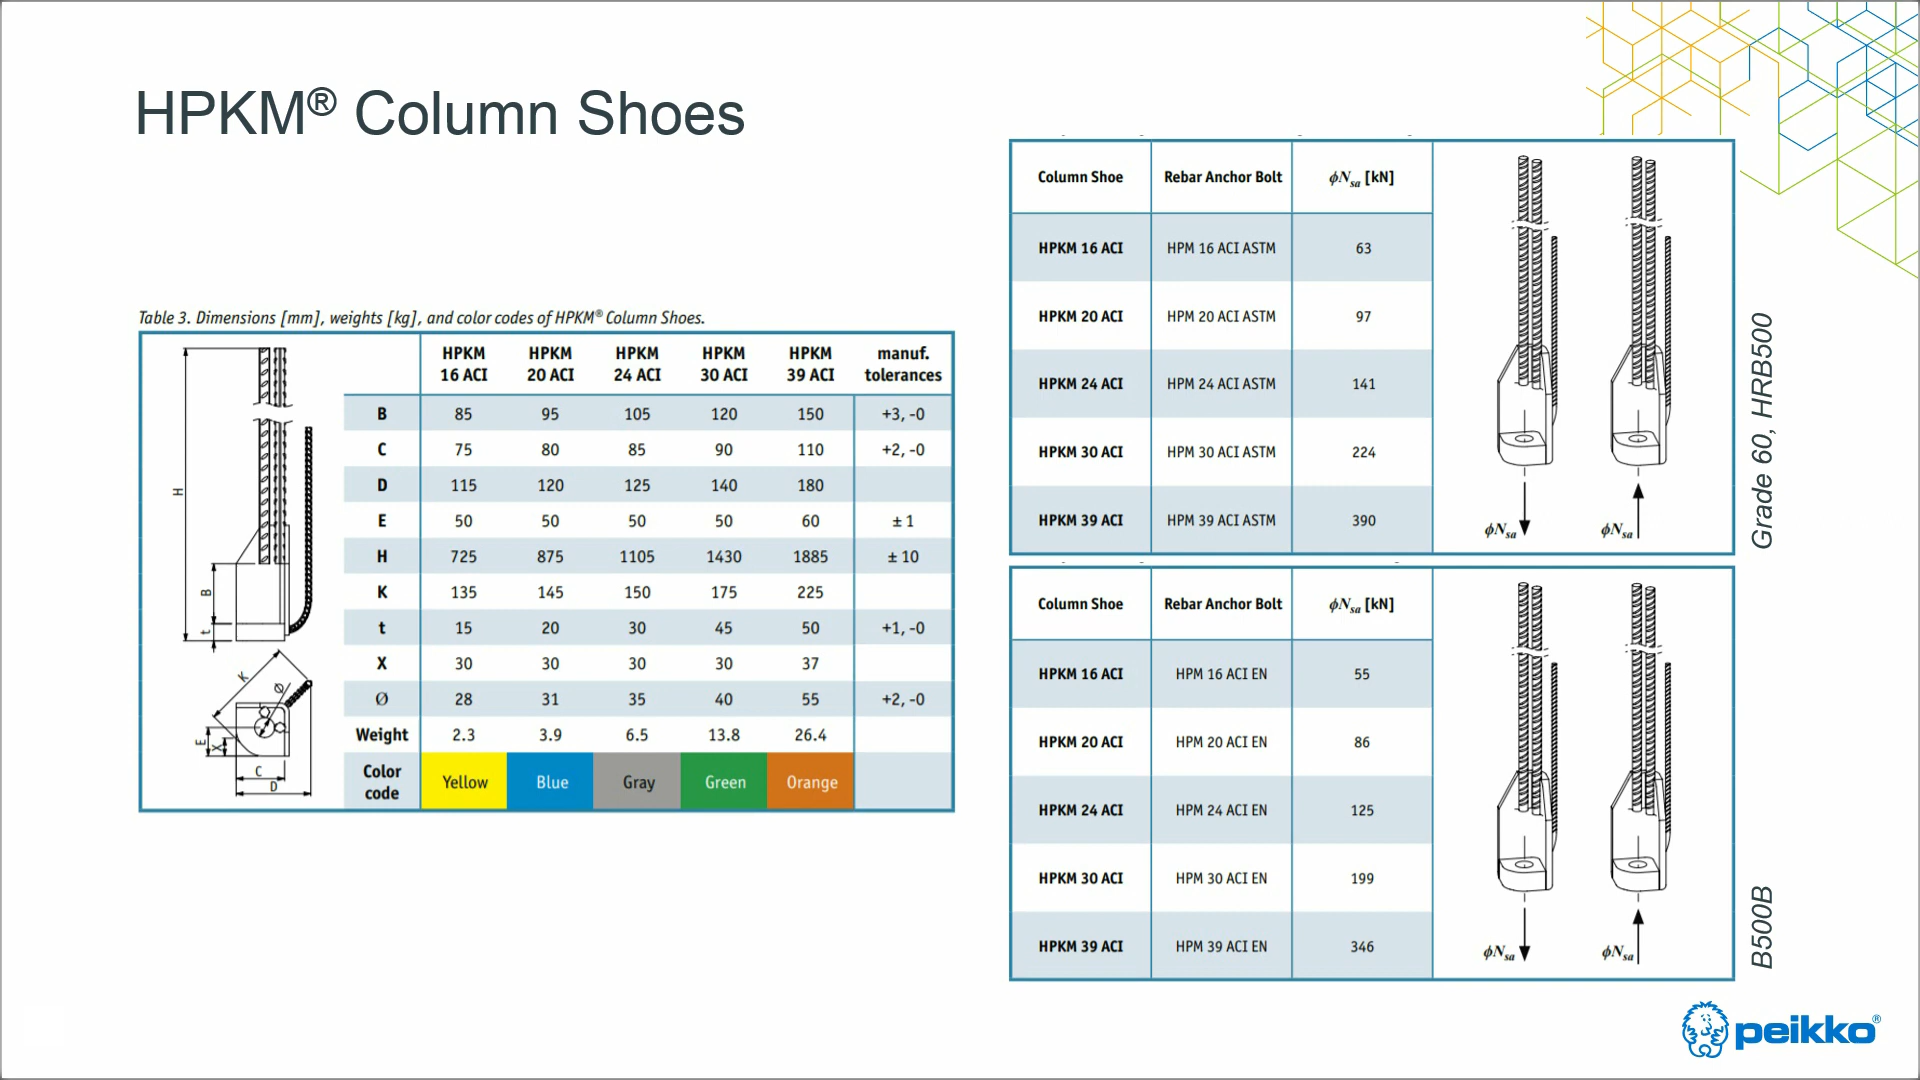 HPKM® Column Shoes
Table 3. Dimensions [mm], weights [kg], and color codes of HPKM® Column Shoes.
HPKM 16 ACI HPKM 20 ACI HPKM 24 ACI HPKM 30 ACI HPKM 39 ACI manuf. tolerances
B 85 95 105 120 150 +3, -0
C 75 80 85 90 110 +2, -0
D 115 120 125 140 180
E 50 50 50 50 60 ± 1
H 725 875 1105 1430 1885 ± 10
K 135 145 150 175 225
t 15 20 30 45 50 +1, -0
X 30 30 30 30 37
Ø 28 31 35 40 55 +2, -0
Weight 2.3 3.9 6.5 13.8 26.4
Color code Yellow Blue Gray Green Orange
H
B
t
K
Ø
E
X
C
D
Column Shoe Rebar Anchor Bolt ϕNsa [kN]
HPKM 16 ACI HPM 16 ACI ASTM 63
HPKM 20 ACI HPM 20 ACI ASTM 97
HPKM 24 ACI HPM 24 ACI ASTM 141
HPKM 30 ACI HPM 30 ACI ASTM 224
HPKM 39 ACI HPM 39 ACI ASTM 390
ϕNsa ϕNsa
Grade 60, HRB500
Column Shoe Rebar Anchor Bolt ϕNsa [kN]
HPKM 16 ACI HPM 16 ACI EN 55
HPKM 20 ACI HPM 20 ACI EN 86
HPKM 24 ACI HPM 24 ACI EN 125
HPKM 30 ACI HPM 30 ACI EN 199
HPKM 39 ACI HPM 39 ACI EN 346
ϕNsa ϕNsa
B500B
peikko®